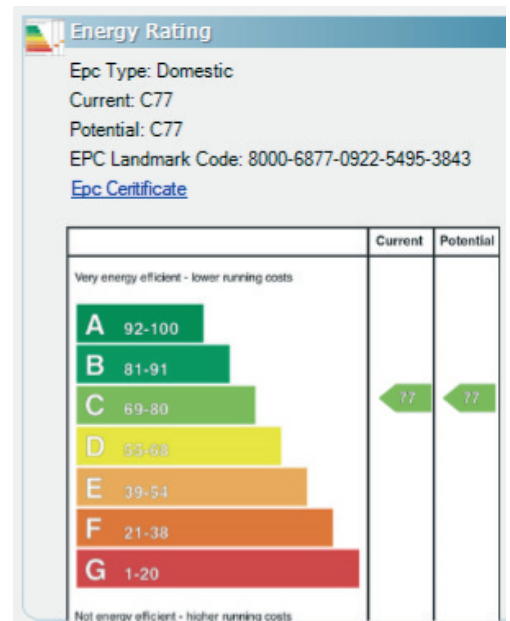 Energy Rating
Epc Type: Domestic
Current: C77
Potential: C77
EPC Landmark Code: 8000-6877-0922-5495-3843
Epc Ceritificate
Current Potential
Very energy efficient - lower running costs
A 92-100
B 81-91
C 69-80
77 77
D 55-68
E 39-54
F 21-38
G 1-20
Not energy efficient - higher running costs